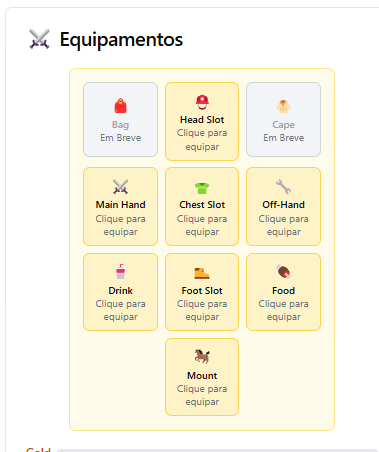 Equipamentos
Bag
Em Breve
Head Slot
Clique para
equipar
Cape
Em Breve
Main Hand
Clique para
equipar
Chest Slot
Clique para
equipar
Off-Hand
Clique para
equipar
Drink
Clique para
equipar
Foot Slot
Clique para
equipar
Food
Clique para
equipar
Mount
Clique para
equipar